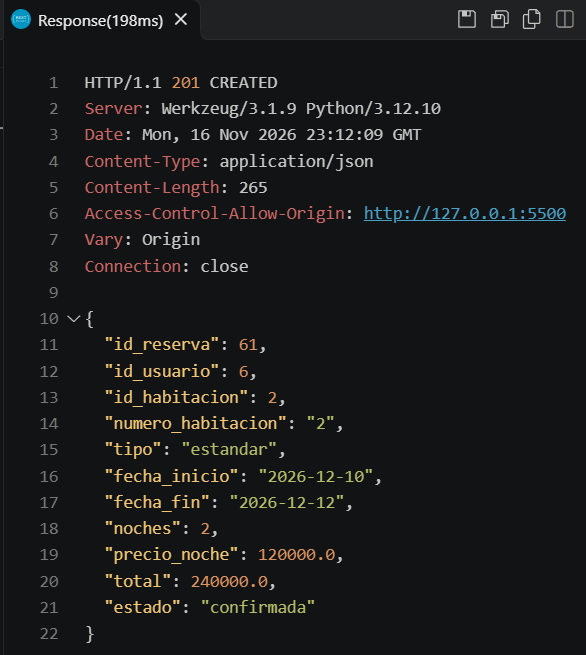 Response(198ms)
1 HTTP/1.1 201 CREATED
2 Server: Werkzeug/3.1.9 Python/3.12.10
3 Date: Mon, 16 Nov 2026 23:12:09 GMT
4 Content-Type: application/json
5 Content-Length: 265
6 Access-Control-Allow-Origin: http://127.0.0.1:5500
7 Vary: Origin
8 Connection: close
9
10 {
11 "id_reserva": 61,
12 "id_usuario": 6,
13 "id_habitacion": 2,
14 "numero_habitacion": "2",
15 "tipo": "estandar",
16 "fecha_inicio": "2026-12-10",
17 "fecha_fin": "2026-12-12",
18 "noches": 2,
19 "precio_noche": 120000.0,
20 "total": 240000.0,
21 "estado": "confirmada"
22 }